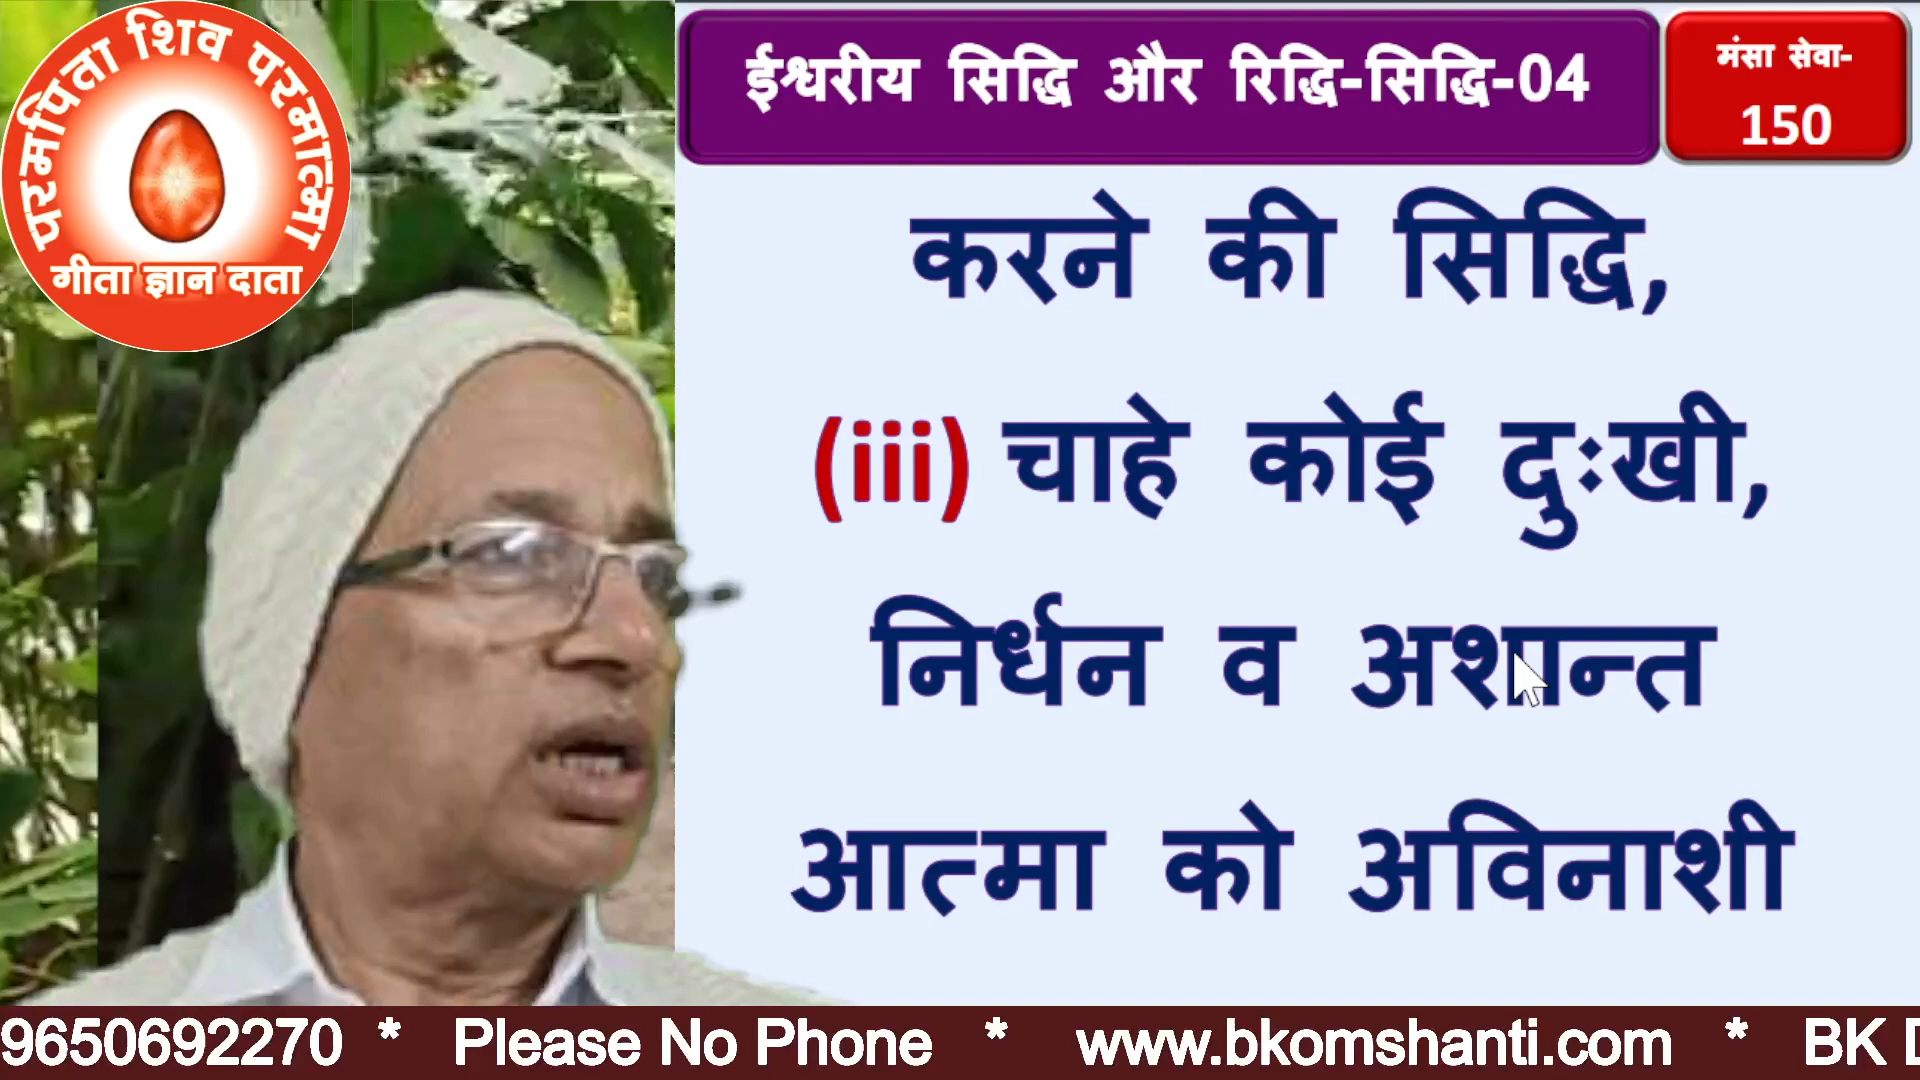 परमपिता शिव परमात्मा
गीता ज्ञान दाता
ईश्वरीय सिद्धि और रिद्धि-सिद्धि-04
मंसा सेवा-
150
करने की सिद्धि,
(iii) चाहे कोई दुःखी,
निर्धन व अशान्त
आत्मा को अविनाशी
9650692270 * Please No Phone * www.bkomshanti.com * BK D